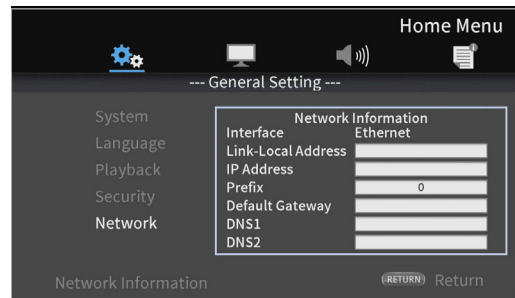 Home Menu
--- General Setting ---
System
Language
Playback
Security
Network
Network Information
Interface Ethernet
Link-Local Address
IP Address
Prefix 0
Default Gateway
DNS1
DNS2
Network Information
RETURN Return